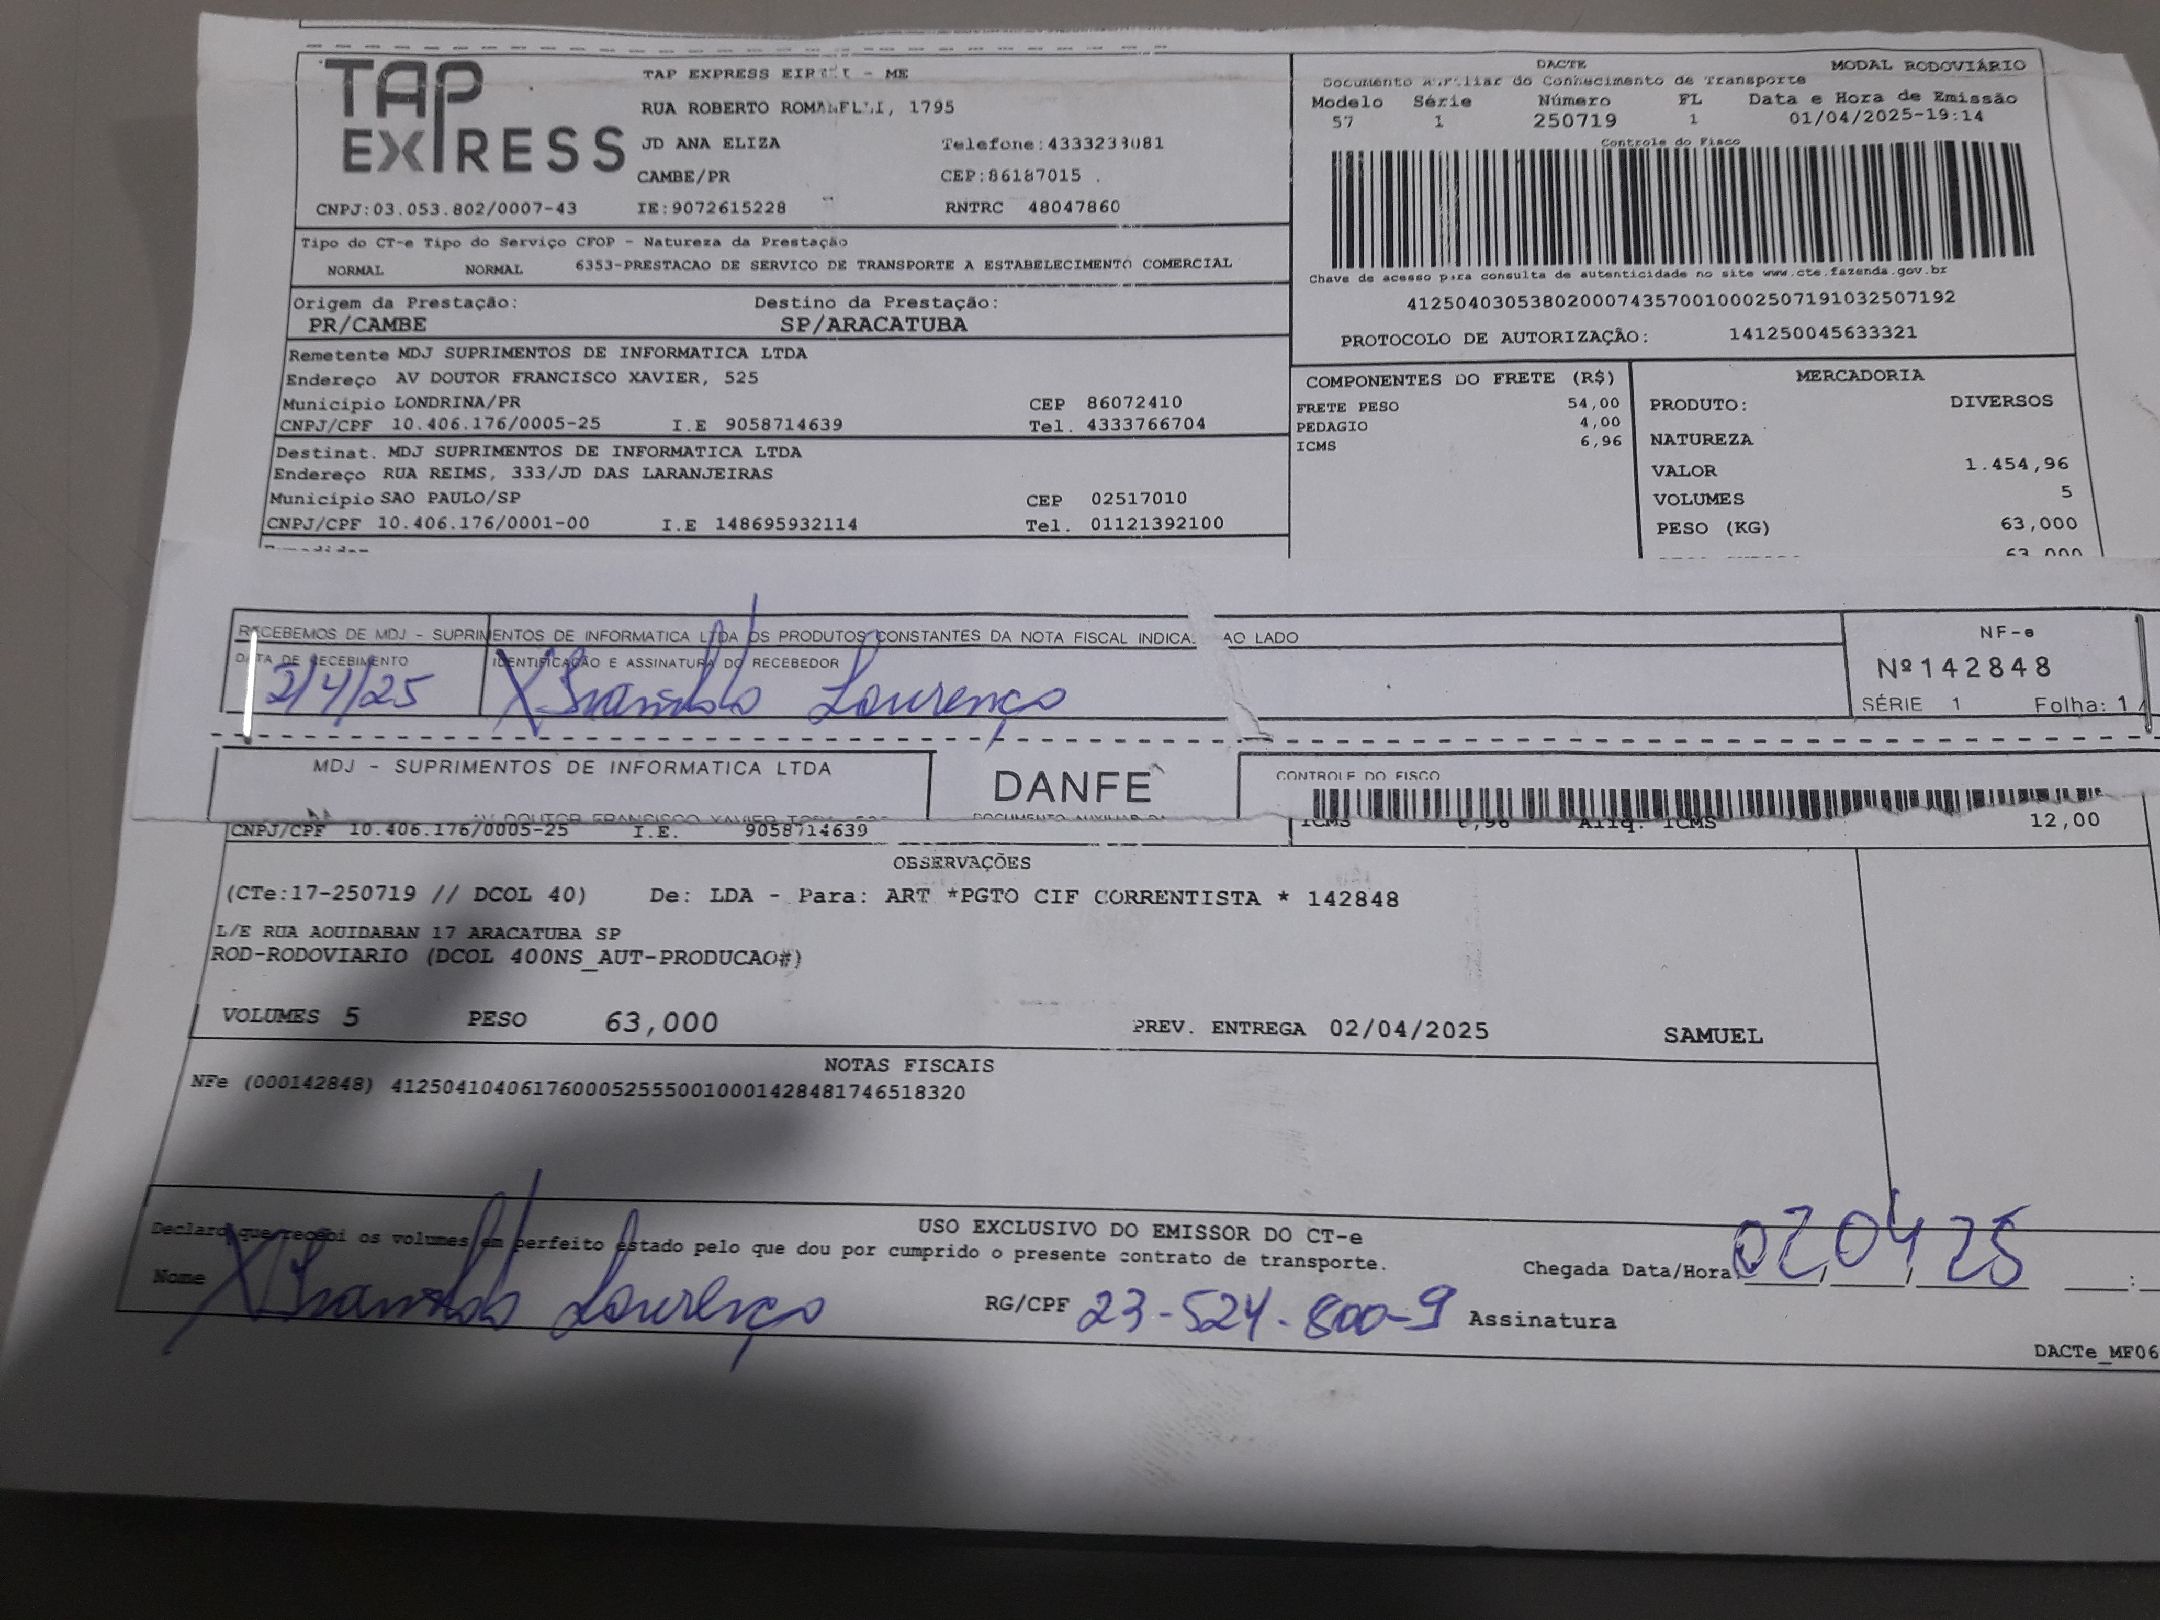 TAP EXPRESS
TAP EXPRESS - ME
RUA ROBERTO 1795
JD ANA ELIZA Telefone:4333238081
CAMBE/PR CEP:86187015
CNPJ:03.053.802/0007-43 IE:9072615228 RNTRC 48047860
DACTE MODAL RODOVIÁRIO
Documento Auxiliar do Conhecimento de Transporte
Modelo Série Número FL Data e Hora de Emissão
57 1 250719 1 01/04/2025-19:14
Controle do Fisco
Chave de acesso para consulta de autenticidade no site www.cte.fazenda.gov.br
41250403053802000743570010002507191032507192
PROTOCOLO DE AUTORIZAÇÃO: 141250045633321
Tipo do CT-e Tipo do Serviço CFOP - Natureza da Prestação
NORMAL NORMAL 6353-PRESTACAO DE SERVICO DE TRANSPORTE A ESTABELECIMENTO COMERCIAL
Origem da Prestação: Destino da Prestação:
PR/CAMBE SP/ARACATUBA
Remetente MDJ SUPRIMENTOS DE INFORMATICA LTDA
Endereço AV DOUTOR FRANCISCO XAVIER, 525
Municipio LONDRINA/PR CEP 86072410
CNPJ/CPF 10.406.176/0005-25 I.E 9058714639 Tel. 4333766704
Destinat. MDJ SUPRIMENTOS DE INFORMATICA LTDA
Endereço RUA REIMS, 333/JD DAS LARANJEIRAS
Municipio SAO PAULO/SP CEP 02517010
CNPJ/CPF 10.406.176/0001-00 I.E 148695932114 Tel. 01121392100
COMPONENTES DO FRETE (R$)
FRETE PESO 54,00
PEDAGIO 4,00
ICMS 6,96
MERCADORIA
PRODUTO: DIVERSOS
NATUREZA
VALOR 1.454,96
VOLUMES 5
PESO (KG) 63,000
63,000
RECEBEMOS DE MDJ - SUPRIMENTOS DE INFORMATICA LTDA OS PRODUTOS CONSTANTES DA NOTA FISCAL INDICA AO LADO
DATA DE RECEBIMENTO IDENTIFICAÇÃO E ASSINATURA DO RECEBEDOR
2/4/25 X Lourenço
NF-e
Nº 142848
SÉRIE 1 Folha: 1 /
MDJ - SUPRIMENTOS DE INFORMATICA LTDA
DANFE
CONTROLE DO FISCO
CNPJ/CPF 10.406.176/0005-25 I.E. 9058714639
ICMS 6,96 Aliq. ICMS 12,00
OBSERVAÇÕES
(CTe:17-250719 // DCOL 40) De: LDA - Para: ART *PGTO CIF CORRENTISTA * 142848
L/E RUA AQUIDABAN 17 ARACATUBA SP
ROD-RODOVIARIO (DCOL 400NS_AUT-PRODUCAO#)
VOLUMES 5 PESO 63,000 PREV. ENTREGA 02/04/2025 SAMUEL
NOTAS FISCAIS
NFe (000142848) 41250410406176000525550010001428481746518320
USO EXCLUSIVO DO EMISSOR DO CT-e
Declaro que recebi os volumes em perfeito estado pelo que dou por cumprido o presente contrato de transporte.
Nome X Lourenço RG/CPF 23-524-800-9 Assinatura
Chegada Data/Hora 02 04 25
DACTe_MF06